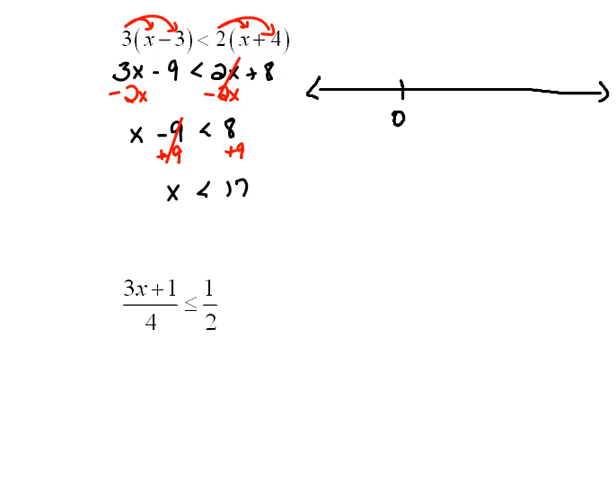 3(x − 3) < 2(x + 4)
3x - 9 < 2x + 8
-2x -2x
x - 9 < 8
+9 +9
x < 17
0
(3x + 1)/4 ≤ 1/2